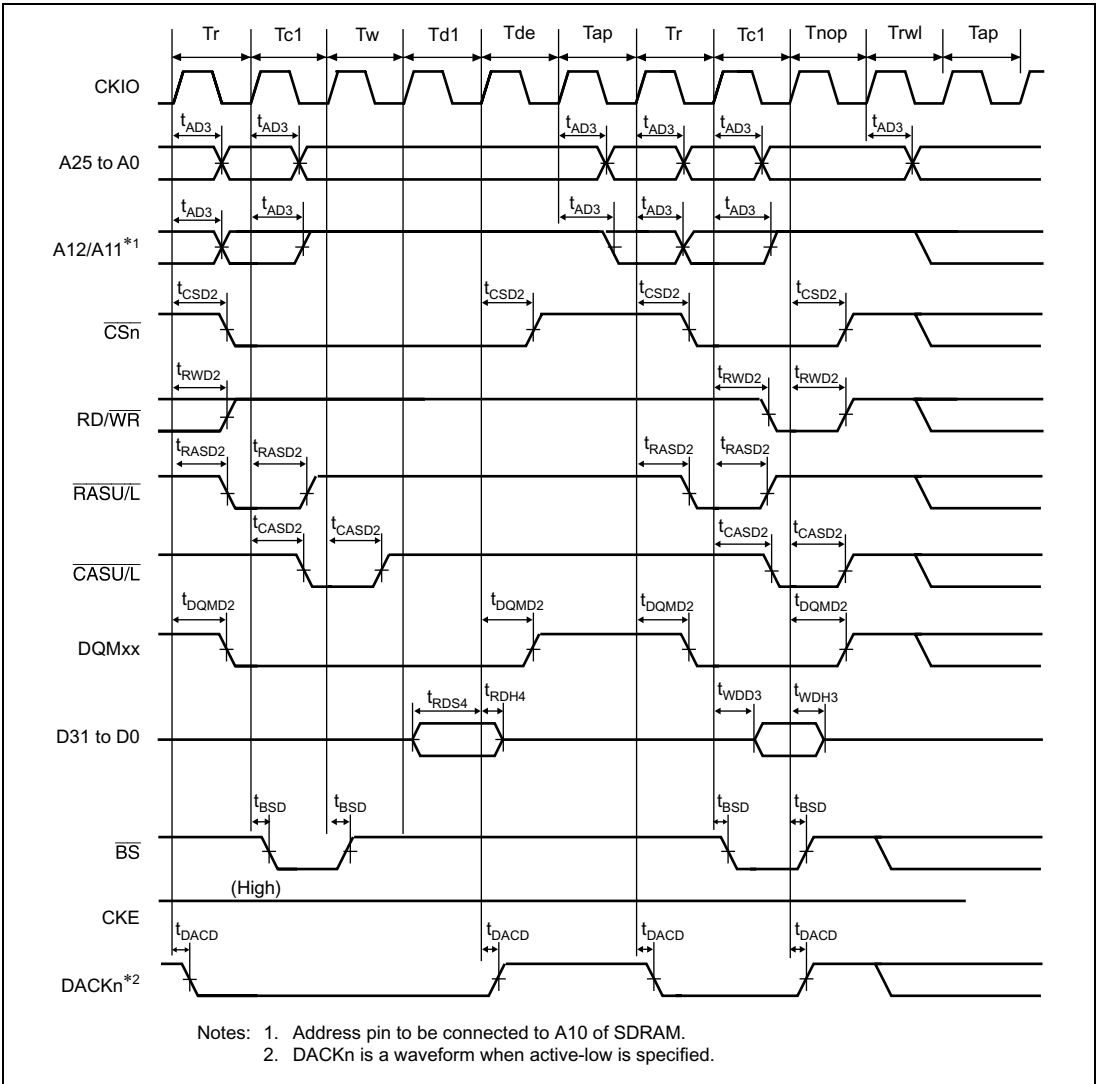 Tr Tc1 Tw Td1 Tde Tap Tr Tc1 Tnop Trwl Tap
CKIO
tAD3 tAD3 tAD3 tAD3 tAD3 tAD3
A25 to A0
tAD3 tAD3 tAD3 tAD3 tAD3
A12/A11*1
tCSD2 tCSD2 tCSD2 tCSD2
CSn
tRWD2 tRWD2 tRWD2
RD/WR
tRASD2 tRASD2 tRASD2 tRASD2
RASU/L
tCASD2 tCASD2 tCASD2 tCASD2
CASU/L
tDQMD2 tDQMD2 tDQMD2 tDQMD2
DQMxx
tRDS4 tRDH4 tWDD3 tWDH3
D31 to D0
tBSD tBSD tBSD tBSD
BS
(High)
CKE
tDACD tDACD tDACD tDACD
DACKn*2
Notes: 1. Address pin to be connected to A10 of SDRAM.
2. DACKn is a waveform when active-low is specified.